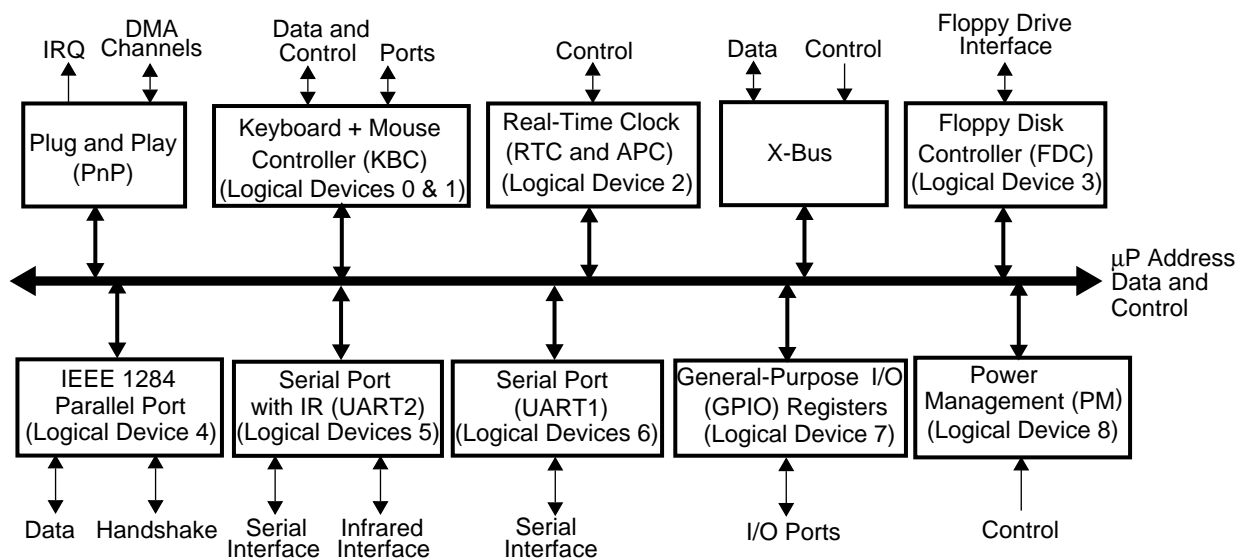 IRQ
DMA
Channels
Data and
Control
Ports
Control
Data
Control
Floppy Drive
Interface
Plug and Play
(PnP)
Keyboard + Mouse
Controller (KBC)
(Logical Devices 0 & 1)
Real-Time Clock
(RTC and APC)
(Logical Device 2)
X-Bus
Floppy Disk
Controller (FDC)
(Logical Device 3)
µP Address
Data and
Control
IEEE 1284
Parallel Port
(Logical Device 4)
Serial Port
with IR (UART2)
(Logical Devices 5)
Serial Port
(UART1)
(Logical Devices 6)
General-Purpose I/O
(GPIO) Registers
(Logical Device 7)
Power
Management (PM)
(Logical Device 8)
Data
Handshake
Serial
Interface
Infrared
Interface
Serial
Interface
I/O Ports
Control